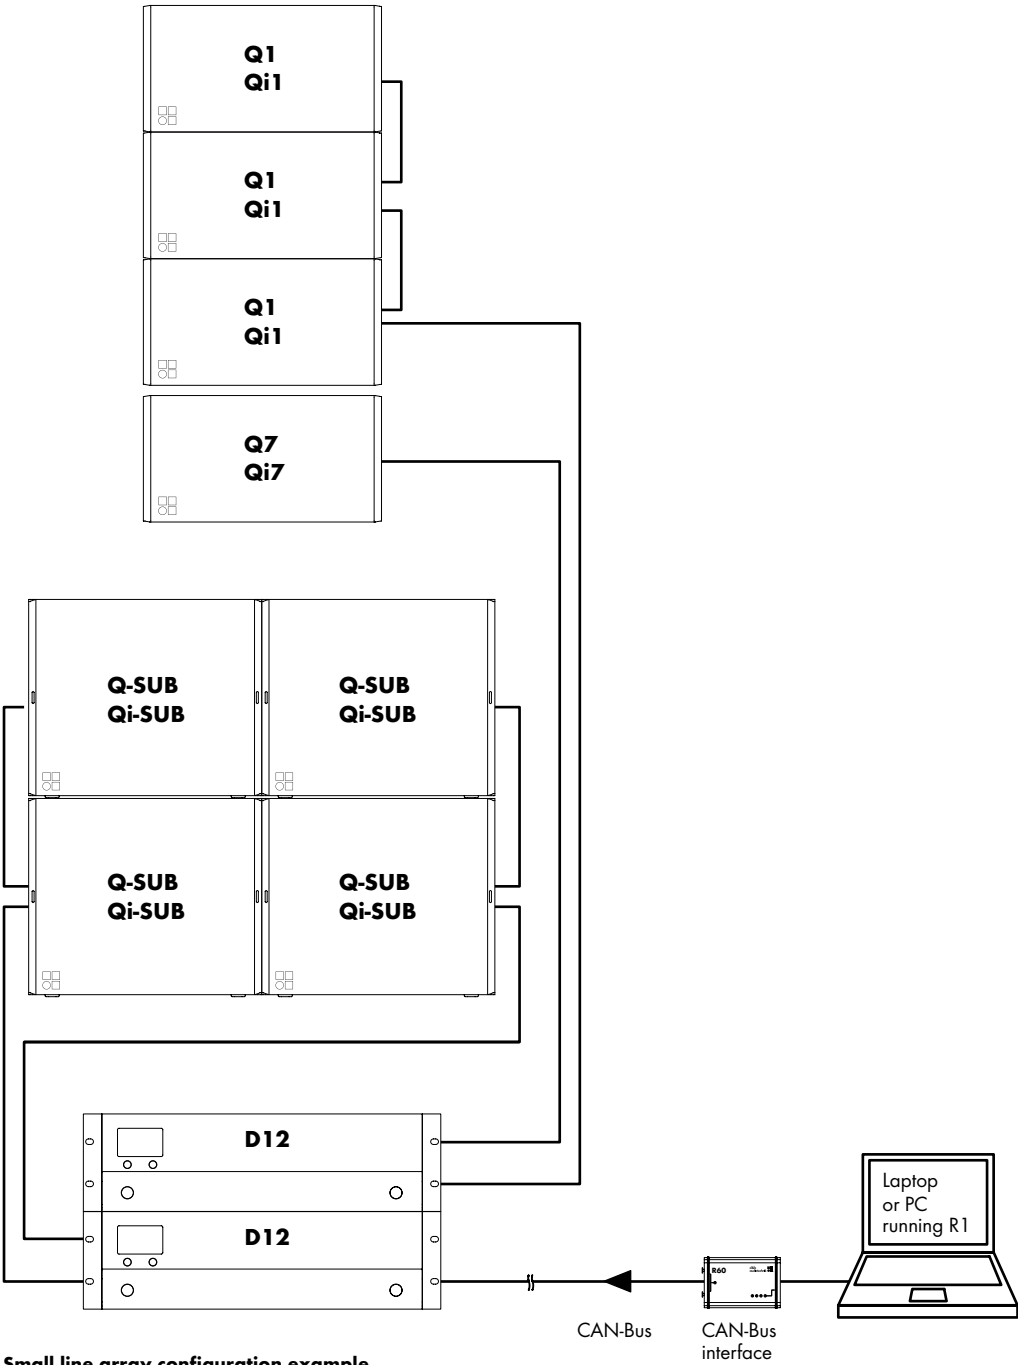 Q1
Qi1
Q1
Qi1
Q1
Qi1
Q7
Qi7
Q-SUB
Qi-SUB
Q-SUB
Qi-SUB
Q-SUB
Qi-SUB
Q-SUB
Qi-SUB
D12
D12
Laptop
or PC
running R1
R60
CAN-Bus
CAN-Bus
interface
Small line array configuration example